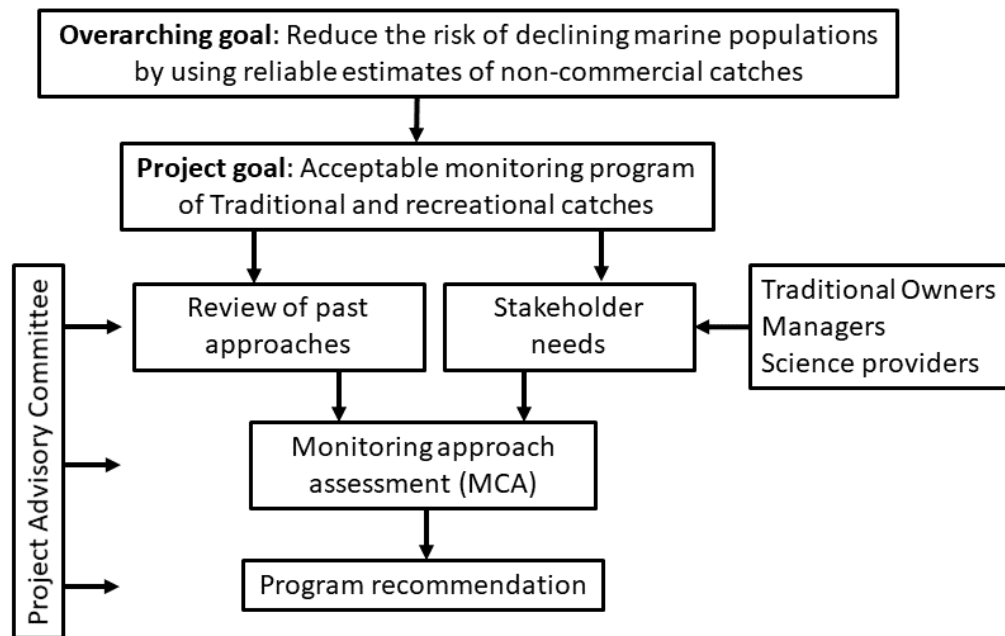 Overarching goal: Reduce the risk of declining marine populations
by using reliable estimates of non-commercial catches
Project goal: Acceptable monitoring program
of Traditional and recreational catches
Project Advisory Committee
Review of past
approaches
Stakeholder
needs
Traditional Owners
Managers
Science providers
Monitoring approach
assessment (MCA)
Program recommendation